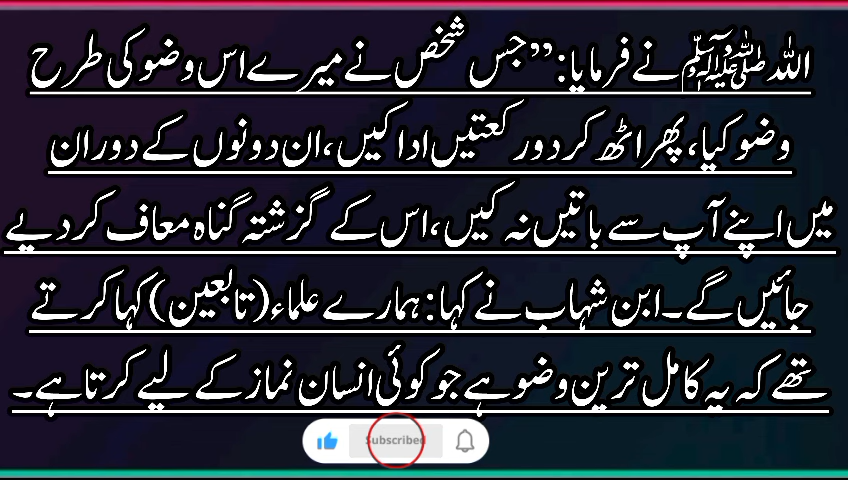 اللہ ﷺ نے فرمایا: ”جس شخص نے میرے اس وضو کی طرح
وضو کیا، پھر اٹھ کر دو رکعتیں ادا کیں، ان دونوں کے دوران
میں اپنے آپ سے باتیں نہ کیں، اس کے گزشتہ گناہ معاف کر دیے
جائیں گے۔ ابن شہاب نے کہا: ہمارے علماء (تابعین) کہا کرتے
تھے کہ یہ کامل ترین وضو ہے جو کوئی انسان نماز کے لیے کرتا ہے۔
Subscribed